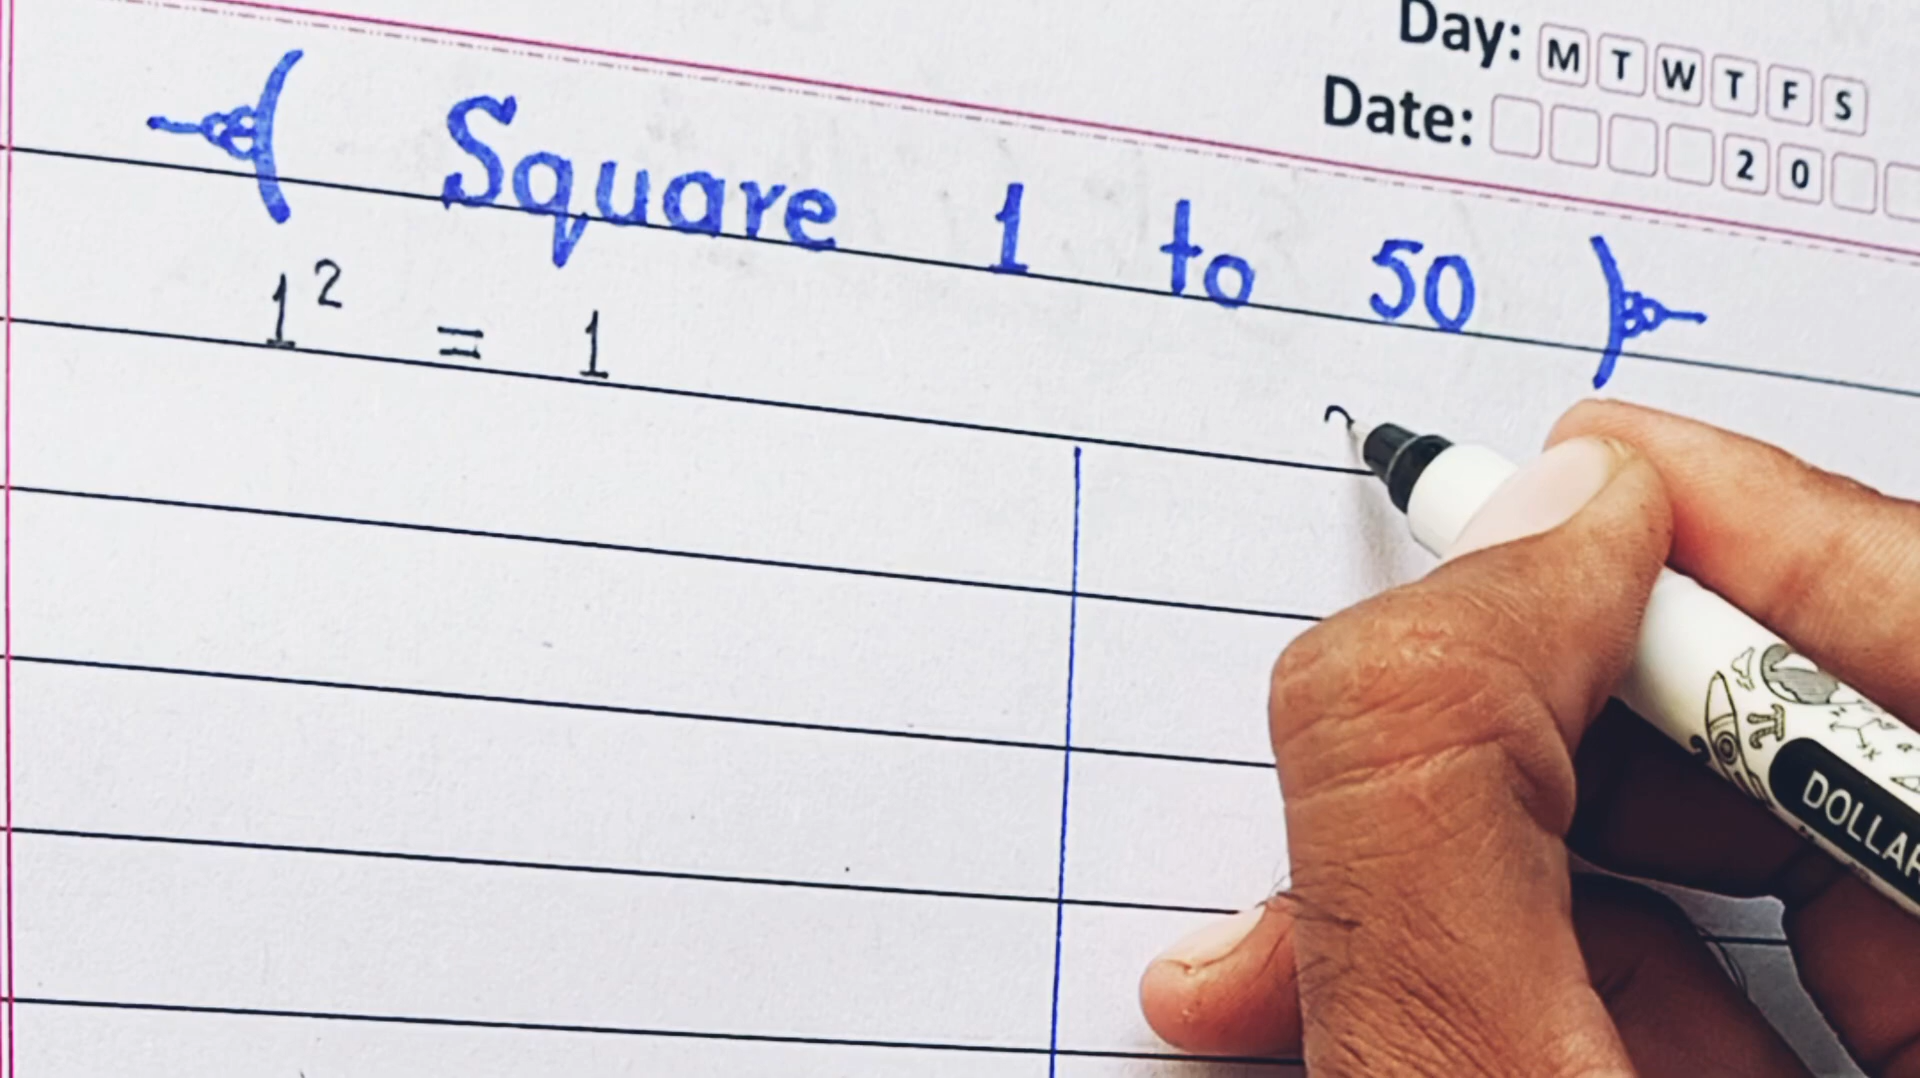 Day: M T W T F S
Date: 2 0
Square 1 to 50
1² = 1
π
x